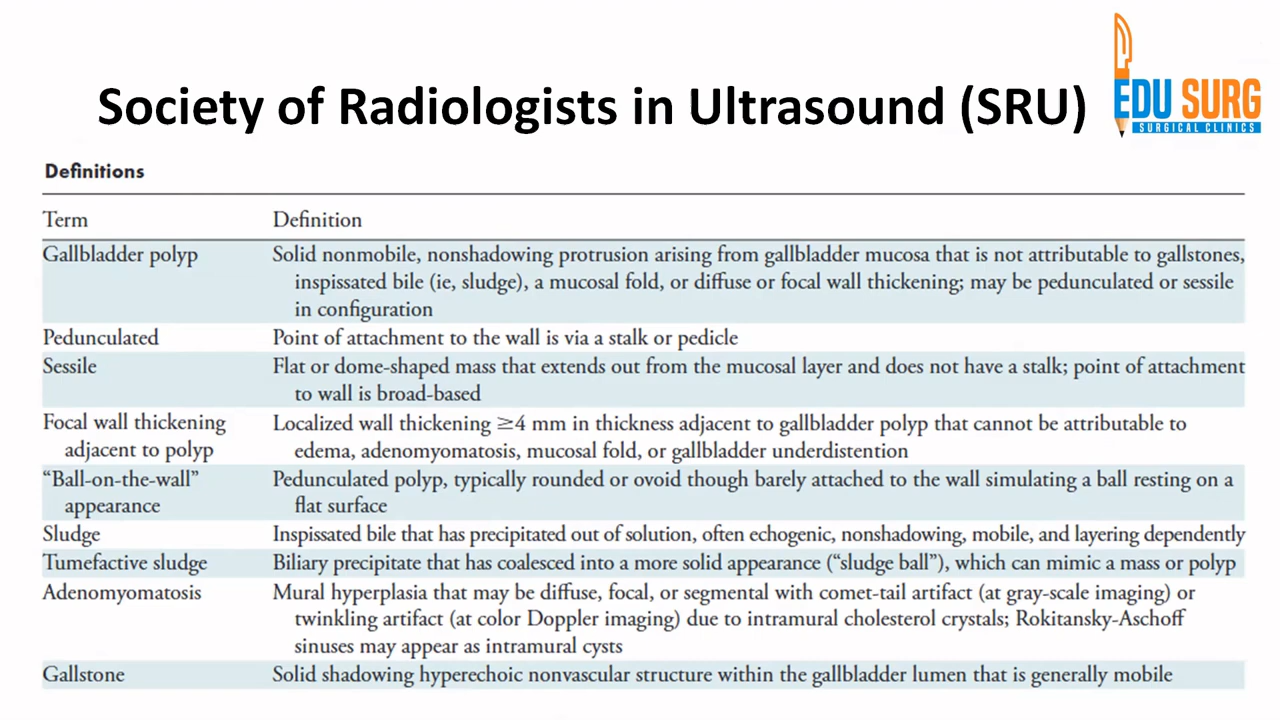 Society of Radiologists in Ultrasound (SRU)
EDU SURG
SURGICAL CLINICS
Definitions
Term Definition
Gallbladder polyp Solid nonmobile, nonshadowing protrusion arising from gallbladder mucosa that is not attributable to gallstones,
inspissated bile (ie, sludge), a mucosal fold, or diffuse or focal wall thickening; may be pedunculated or sessile
in configuration
Pedunculated Point of attachment to the wall is via a stalk or pedicle
Sessile Flat or dome-shaped mass that extends out from the mucosal layer and does not have a stalk; point of attachment
to wall is broad-based
Focal wall thickening Localized wall thickening ≥4 mm in thickness adjacent to gallbladder polyp that cannot be attributable to
adjacent to polyp edema, adenomyomatosis, mucosal fold, or gallbladder underdistention
“Ball-on-the-wall” Pedunculated polyp, typically rounded or ovoid though barely attached to the wall simulating a ball resting on a
appearance flat surface
Sludge Inspissated bile that has precipitated out of solution, often echogenic, nonshadowing, mobile, and layering dependently
Tumefactive sludge Biliary precipitate that has coalesced into a more solid appearance (“sludge ball”), which can mimic a mass or polyp
Adenomyomatosis Mural hyperplasia that may be diffuse, focal, or segmental with comet-tail artifact (at gray-scale imaging) or
twinkling artifact (at color Doppler imaging) due to intramural cholesterol crystals; Rokitansky-Aschoff
sinuses may appear as intramural cysts
Gallstone Solid shadowing hyperechoic nonvascular structure within the gallbladder lumen that is generally mobile